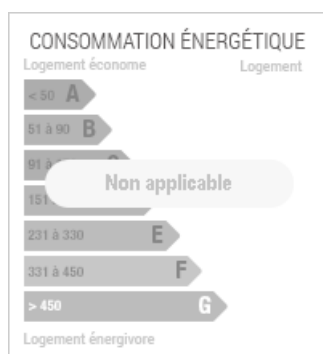 CONSOMMATION ÉNERGÉTIQUE
Logement économe Logement
< 50 A
51 à 90 B
91 à
Non applicable
151
231 à 330 E
331 à 450 F
> 450 G
Logement énergivore